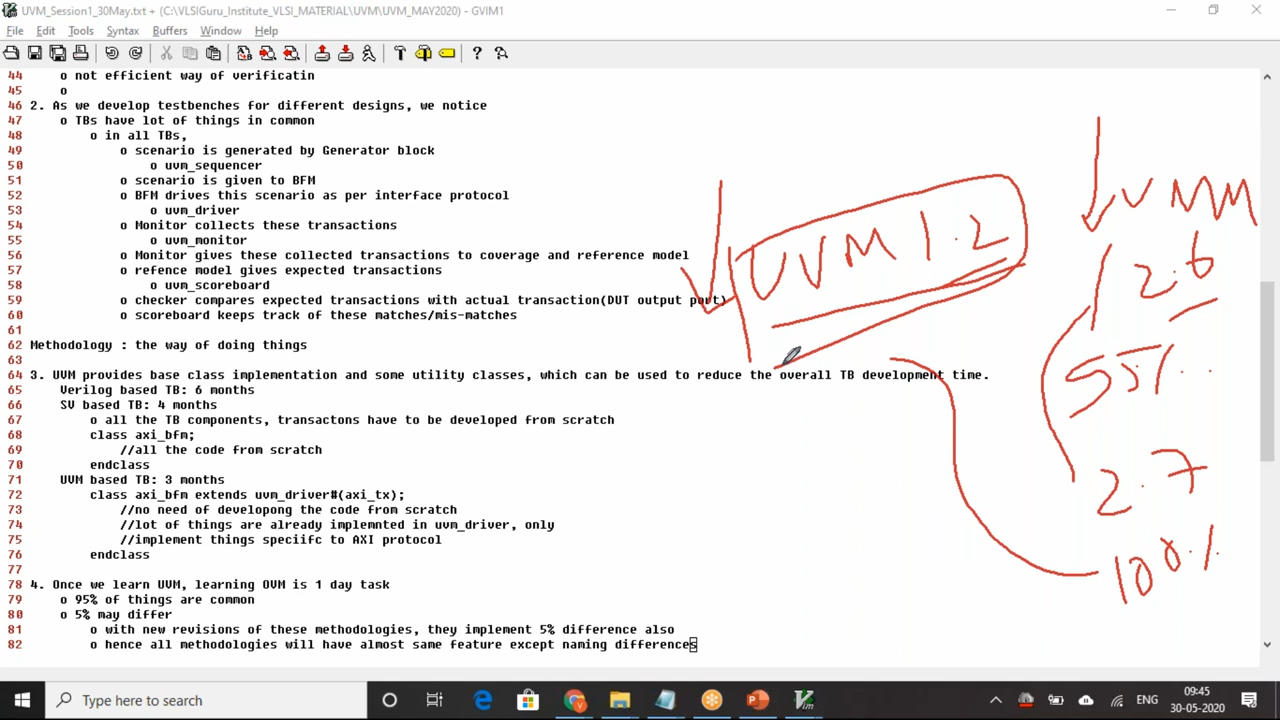 UVM_Session1_30May.txt + (C:\VLSIGuru_Institute_VLSI_MATERIAL\UVM\UVM_MAY2020) - GVIM1
File Edit Tools Syntax Buffers Window Help
44 o not efficient way of verificatin
45 o
46 2. As we develop testbenches for different designs, we notice
47 o TBs have lot of things in common
48 o in all TBs,
49 o scenario is generated by Generator block
50 o uvm_sequencer
51 o scenario is given to BFM
52 o BFM drives this scenario as per interface protocol
53 o uvm_driver
54 o Monitor collects these transactions
55 o uvm_monitor
56 o Monitor gives these collected transactions to coverage and reference model
57 o refence model gives expected transactions
58 o uvm_scoreboard
59 o checker compares expected transactions with actual transaction(DUT output port)
60 o scoreboard keeps track of these matches/mis-matches
61
62 Methodology : the way of doing things
63
64 3. UVM provides base class implementation and some utility classes, which can be used to reduce the overall TB development time.
65 Verilog based TB: 6 months
66 SV based TB: 4 months
67 o all the TB components, transactons have to be developed from scratch
68 class axi_bfm;
69 //all the code from scratch
70 endclass
71 UVM based TB: 3 months
72 class axi_bfm extends uvm_driver#(axi_tx);
73 //no need of developong the code from scratch
74 //lot of things are already implemnted in uvm_driver, only
75 //implement things speciifc to AXI protocol
76 endclass
77
78 4. Once we learn UVM, learning OVM is 1 day task
79 o 95% of things are common
80 o 5% may differ
81 o with new revisions of these methodologies, they implement 5% difference also
82 o hence all methodologies will have almost same feature except naming differences
UVM 1.2
2.6
55%
2.7
100%
Type here to search
ENG
09:45
30-05-2020